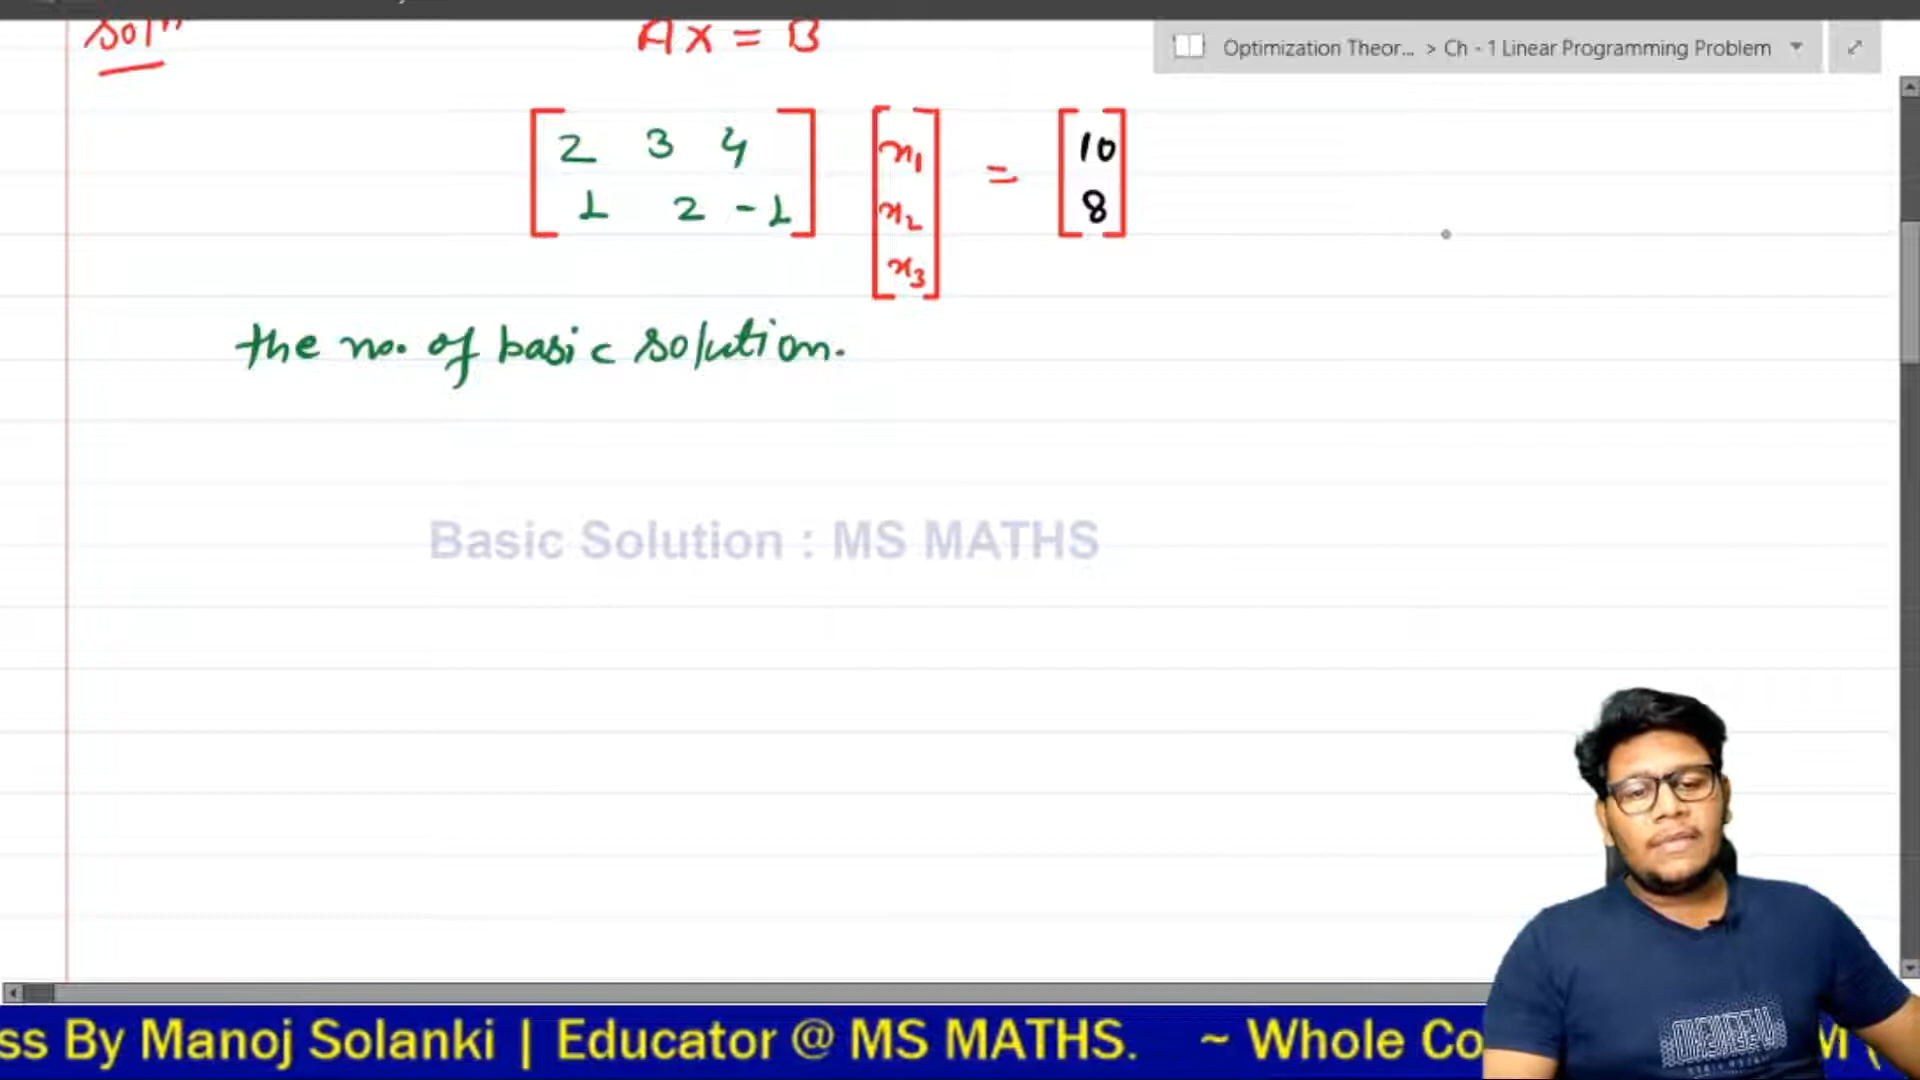 Soln
AX = B
Optimization Theor... > Ch - 1 Linear Programming Problem
2 3 4
1 2 -1
x1
x2
x3
=
10
8
the no. of basic solution.
Basic Solution : MS MATHS
ss By Manoj Solanki | Educator @ MS MATHS. ~ Whole Co